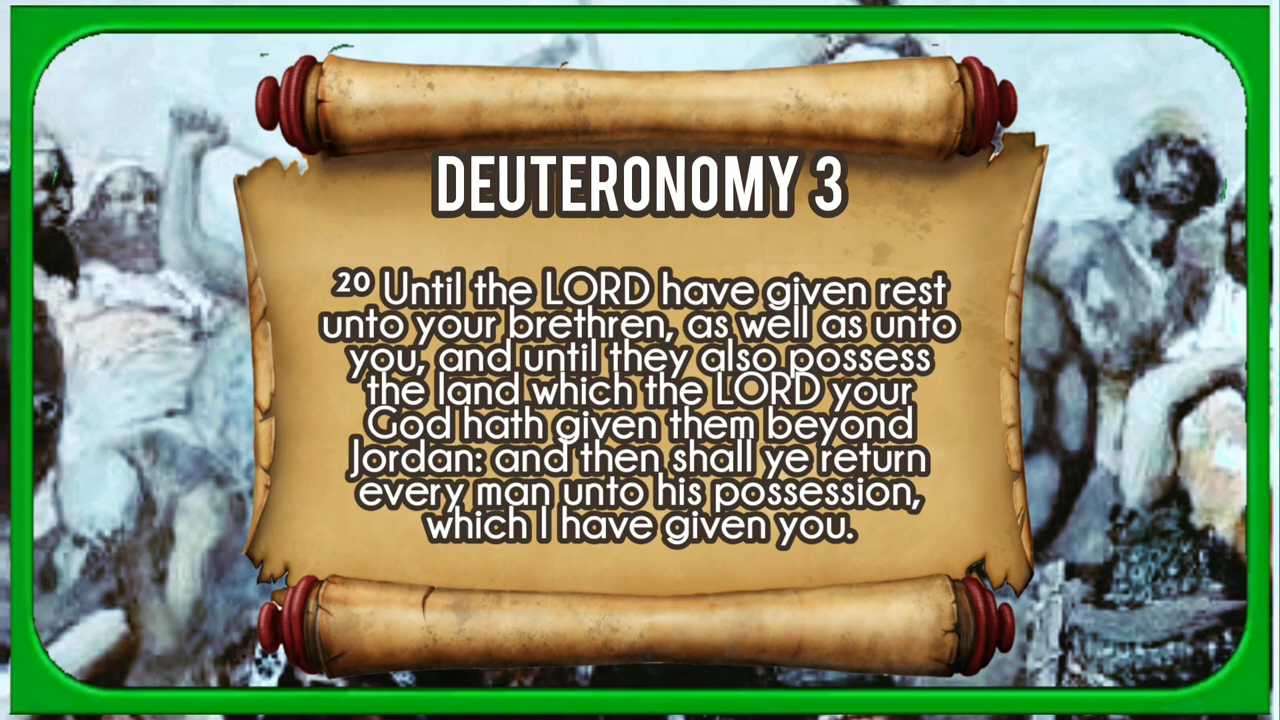 DEUTERONOMY 3
²⁰ Until the LORD have given rest
unto your brethren, as well as unto
you, and until they also possess
the land which the LORD your
God hath given them beyond
Jordan: and then shall ye return
every man unto his possession,
which I have given you.